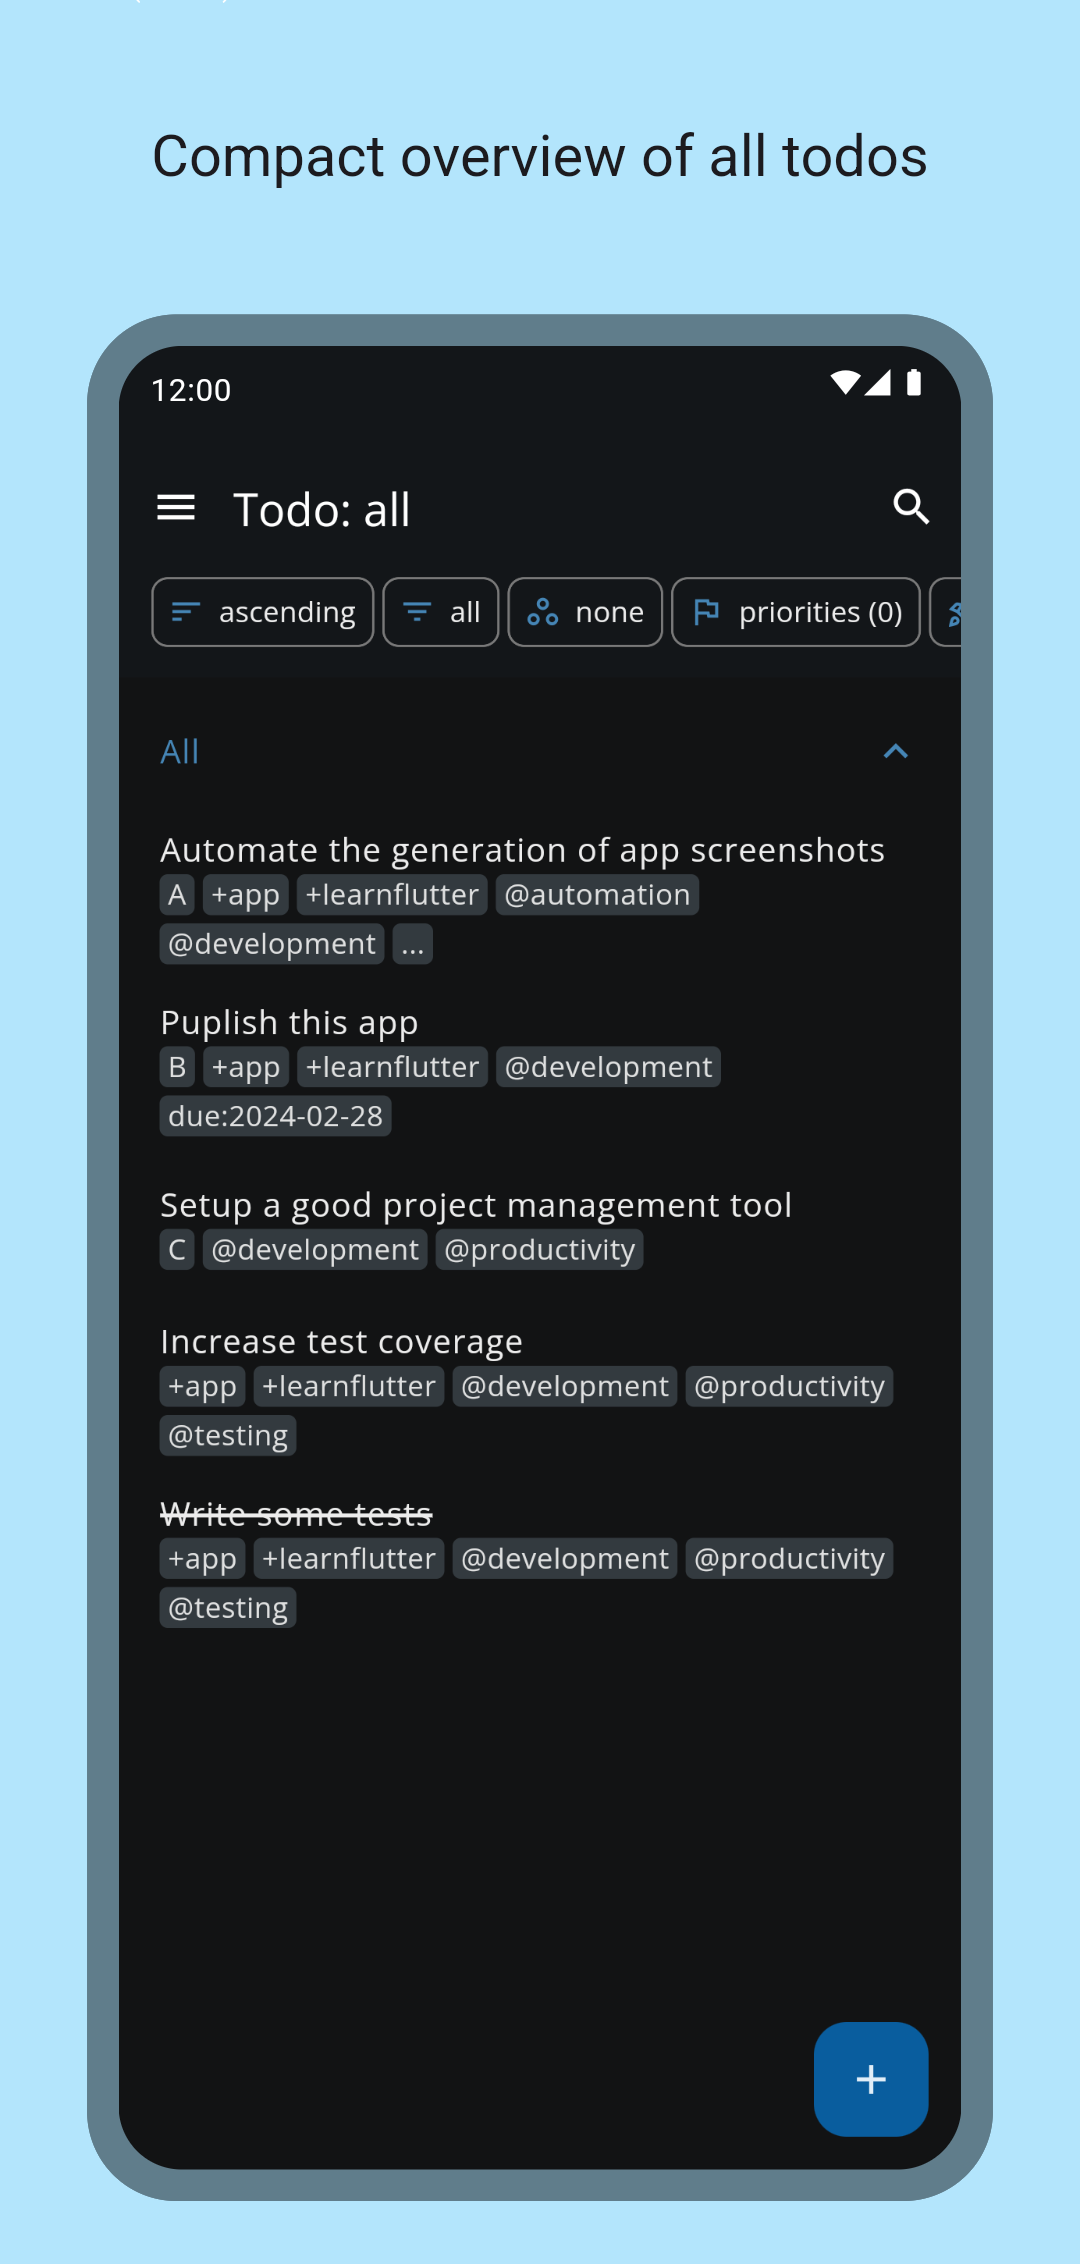 Compact overview of all todos
12:00
Todo: all
ascending all none priorities (0)
All
Automate the generation of app screenshots
A +app +learnflutter @automation
@development ...
Puplish this app
B +app +learnflutter @development
due:2024-02-28
Setup a good project management tool
C @development @productivity
Increase test coverage
+app +learnflutter @development @productivity
@testing
Write some tests
+app +learnflutter @development @productivity
@testing